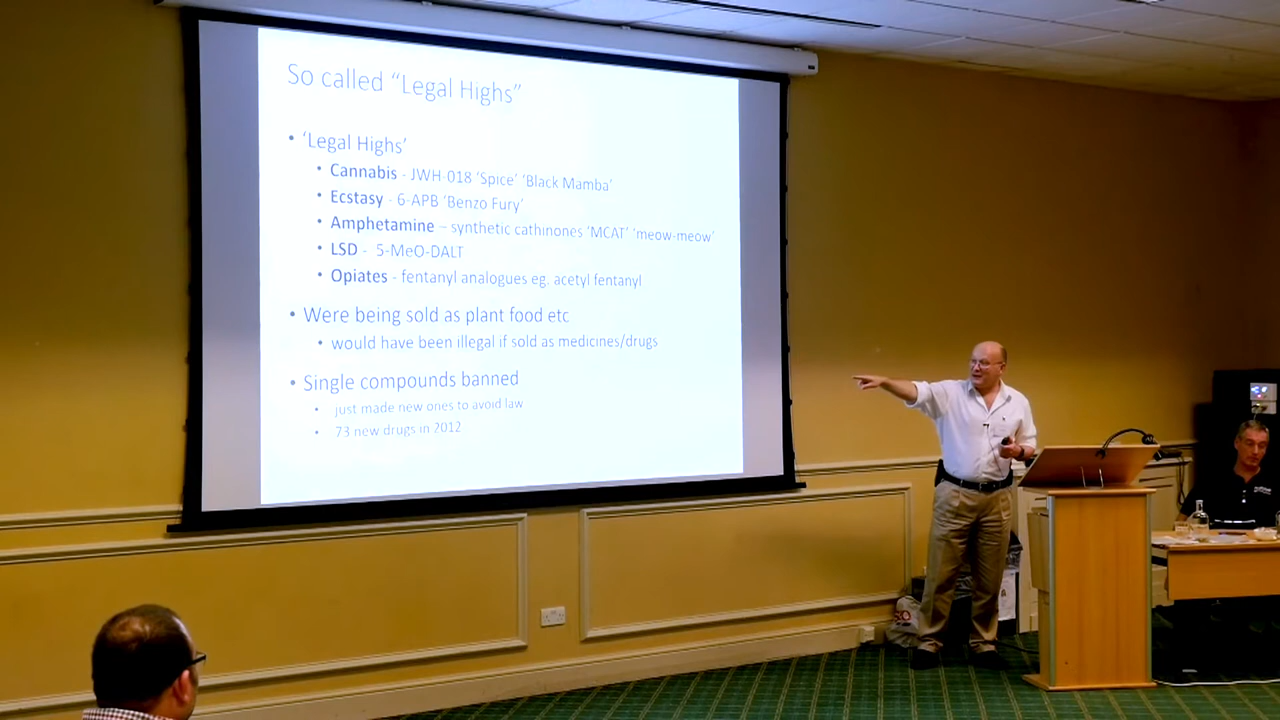 So called “Legal Highs”
• ‘Legal Highs’
• Cannabis - JWH-018 ‘Spice’ ‘Black Mamba’
• Ecstasy - 6-APB ‘Benzo Fury’
• Amphetamine – synthetic cathinones ‘MCAT’ ‘meow-meow’
• LSD - 5-MeO-DALT
• Opiates - fentanyl analogues eg. acetyl fentanyl
• Were being sold as plant food etc
• would have been illegal if sold as medicines/drugs
• Single compounds banned
• just made new ones to avoid law
• 73 new drugs in 2012